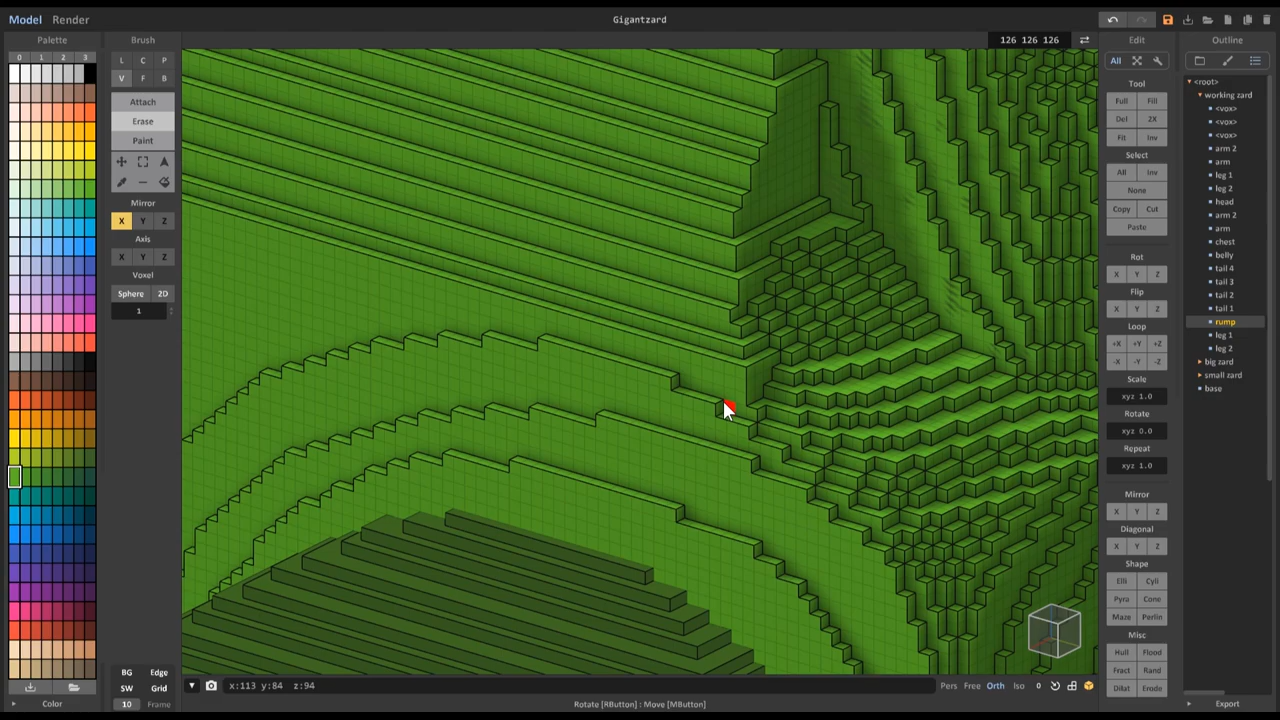 Model Render Gigantzard
Palette Brush 126 126 126 Edit Outline
0 1 2 3
L C P
V F B
Attach
Erase
Paint
Mirror
X Y Z
Axis
X Y Z
Voxel
Sphere 2D
1
BG Edge
SW Grid
10 Frame
Color
x:113 y:84 z:94 Pers Free Orth Iso 0
Rotate [RButton] : Move [MButton]
All
Tool
Full Fill
Del 2X
Fit Inv
Select
All Inv
None
Copy Cut
Paste
Rot
X Y Z
Flip
X Y Z
Loop
+X +Y +Z
-X -Y -Z
Scale
xyz 1.0
Rotate
xyz 0.0
Repeat
xyz 1.0
Mirror
X Y Z
Diagonal
X Y Z
Shape
Elli Cyli
Pyra Cone
Maze Perlin
Misc
Hull Flood
Fract Rand
Dilat Erode
<root>
working zard
<vox>
<vox>
<vox>
arm 2
arm
leg 1
leg 2
head
arm 2
arm
chest
belly
tail 4
tail 3
tail 2
tail 1
rump
leg 1
leg 2
big zard
small zard
base
Export